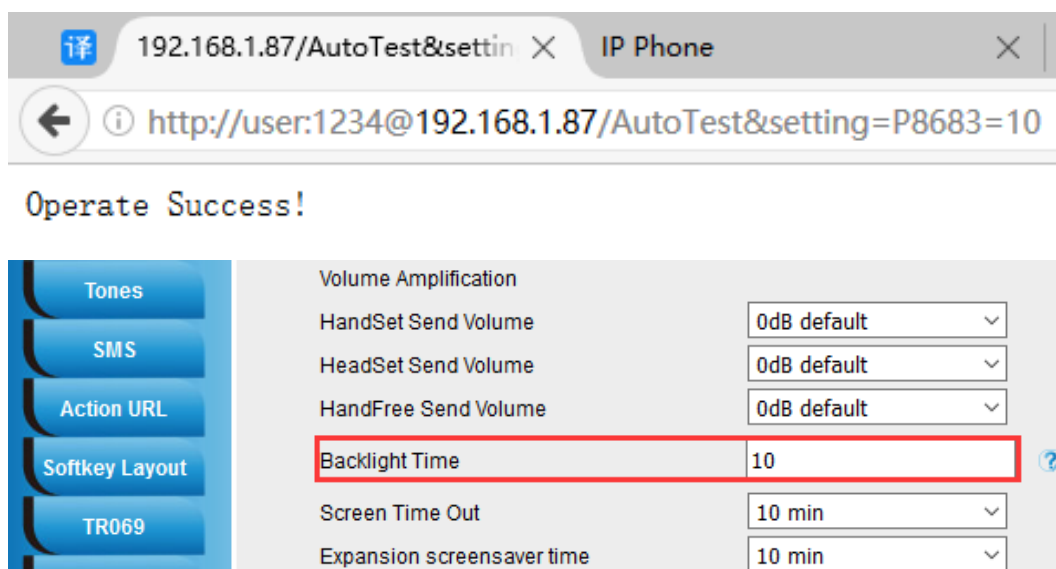 译 192.168.1.87/AutoTest&settin IP Phone
http://user:1234@192.168.1.87/AutoTest&setting=P8683=10
Operate Success!
Tones
SMS
Action URL
Softkey Layout
TR069
Volume Amplification
HandSet Send Volume 0dB default
HeadSet Send Volume 0dB default
HandFree Send Volume 0dB default
Backlight Time 10 ?
Screen Time Out 10 min
Expansion screensaver time 10 min